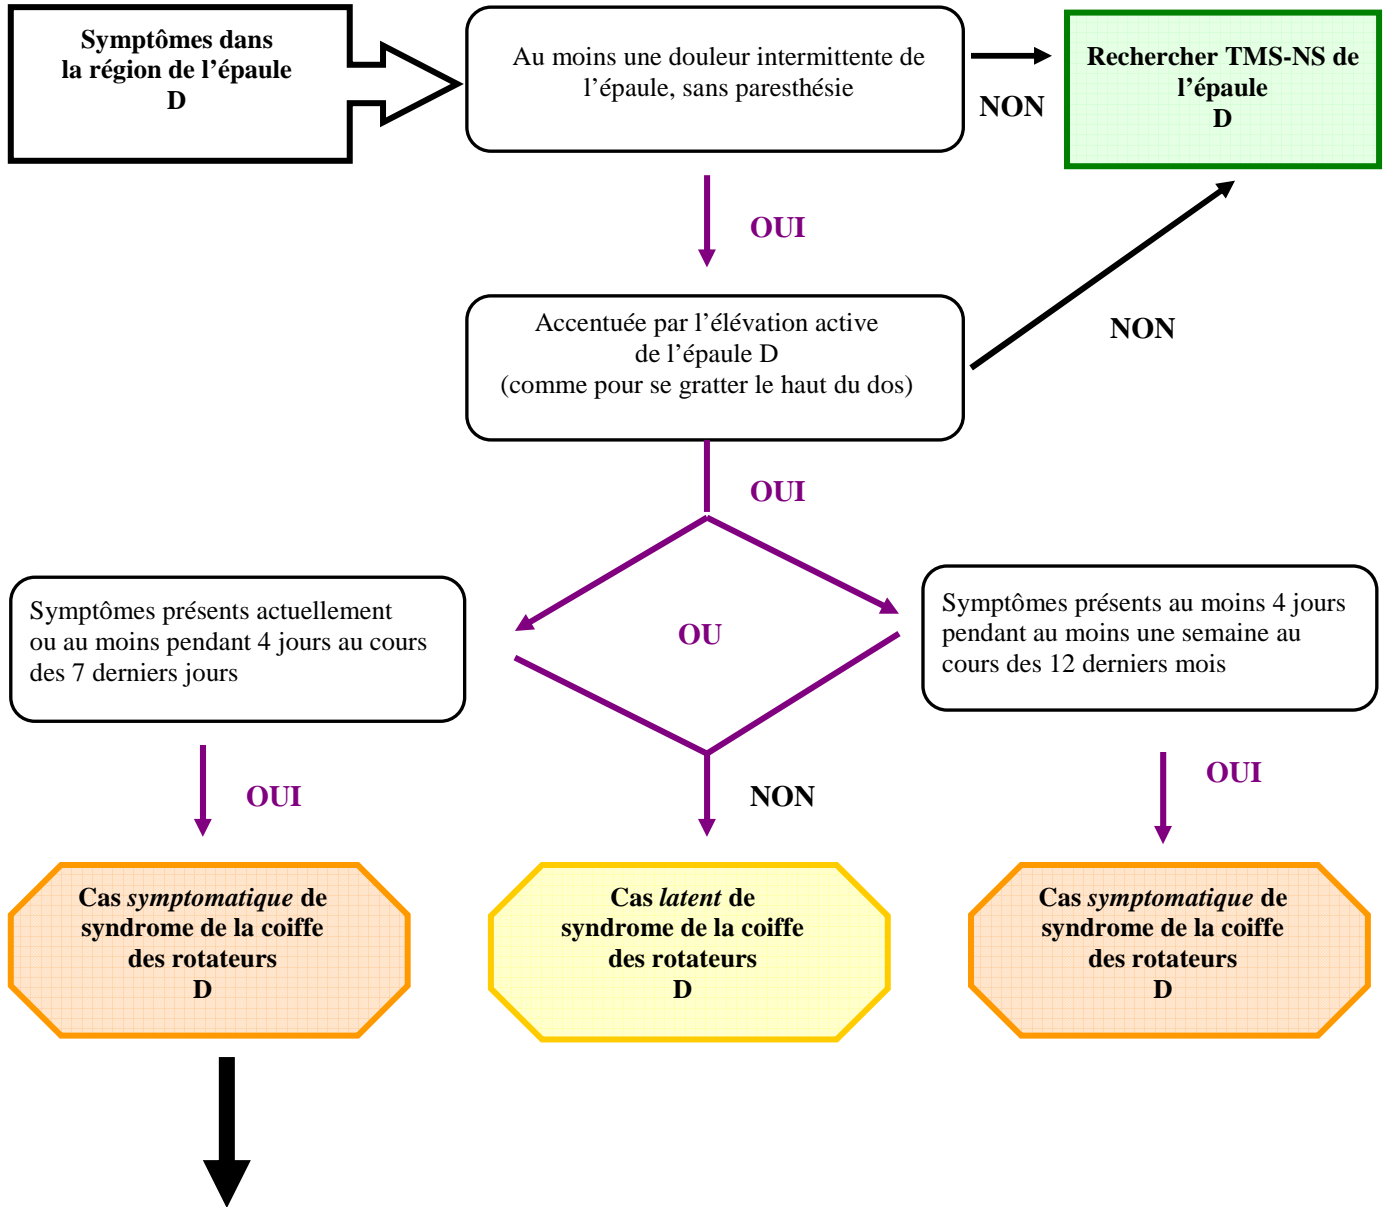 Symptômes dans
la région de l’épaule
D
Au moins une douleur intermittente de
l’épaule, sans paresthésie
NON
Rechercher TMS-NS de
l’épaule
D
OUI
Accentuée par l’élévation active
de l’épaule D
(comme pour se gratter le haut du dos)
NON
OUI
Symptômes présents actuellement
ou au moins pendant 4 jours au cours
des 7 derniers jours
OU
Symptômes présents au moins 4 jours
pendant au moins une semaine au
cours des 12 derniers mois
OUI
NON
OUI
Cas symptomatique de
syndrome de la coiffe
des rotateurs
D
Cas latent de
syndrome de la coiffe
des rotateurs
D
Cas symptomatique de
syndrome de la coiffe
des rotateurs
D